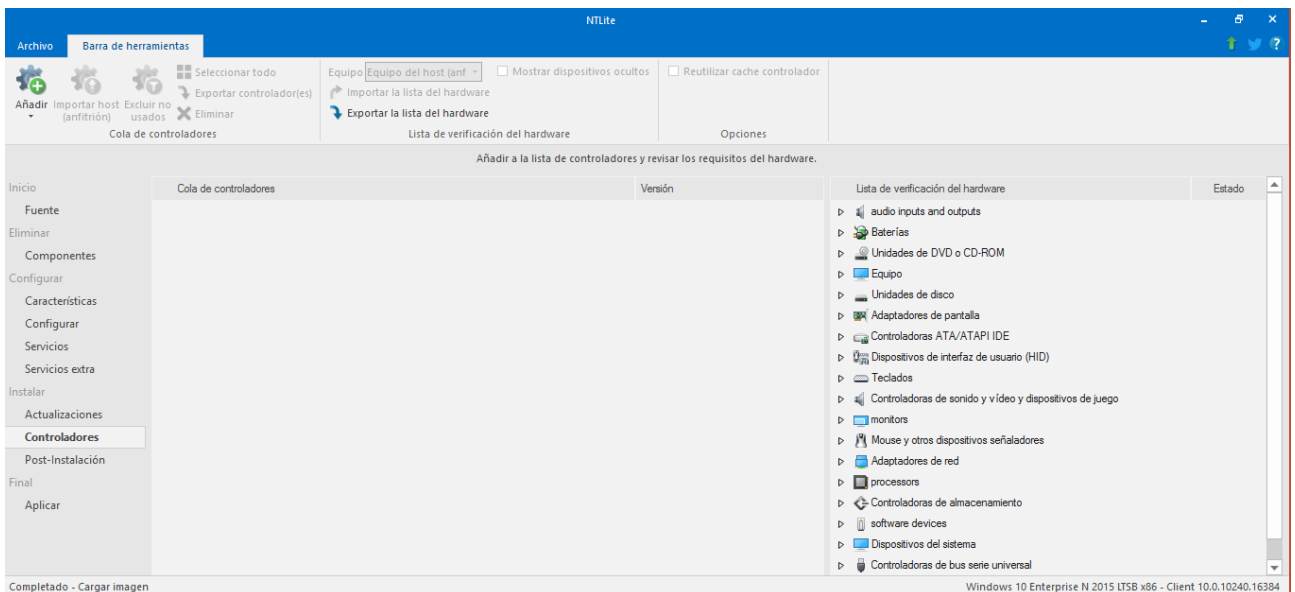 NTLite
Archivo
Barra de herramientas
Añadir
Importar host
(anfitrión)
Excluir no
usados
Seleccionar todo
Exportar controlador(es)
Eliminar
Cola de controladores
Equipo Equipo del host (anf
Mostrar dispositivos ocultos
Importar la lista del hardware
Exportar la lista del hardware
Lista de verificación del hardware
Reutilizar cache controlador
Opciones
Añadir a la lista de controladores y revisar los requisitos del hardware.
Inicio
Fuente
Eliminar
Componentes
Configurar
Características
Configurar
Servicios
Servicios extra
Instalar
Actualizaciones
Controladores
Post-Instalación
Final
Aplicar
Cola de controladores
Versión
Lista de verificación del hardware
Estado
audio inputs and outputs
Baterías
Unidades de DVD o CD-ROM
Equipo
Unidades de disco
Adaptadores de pantalla
Controladoras ATA/ATAPI IDE
Dispositivos de interfaz de usuario (HID)
Teclados
Controladoras de sonido y vídeo y dispositivos de juego
monitors
Mouse y otros dispositivos señaladores
Adaptadores de red
processors
Controladoras de almacenamiento
software devices
Dispositivos del sistema
Controladoras de bus serie universal
Completado - Cargar imagen
Windows 10 Enterprise N 2015 LTSB x86 - Client 10.0.10240.16384